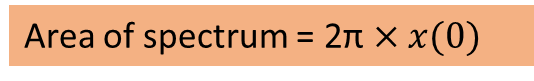 Area of spectrum = 2π × x(0)